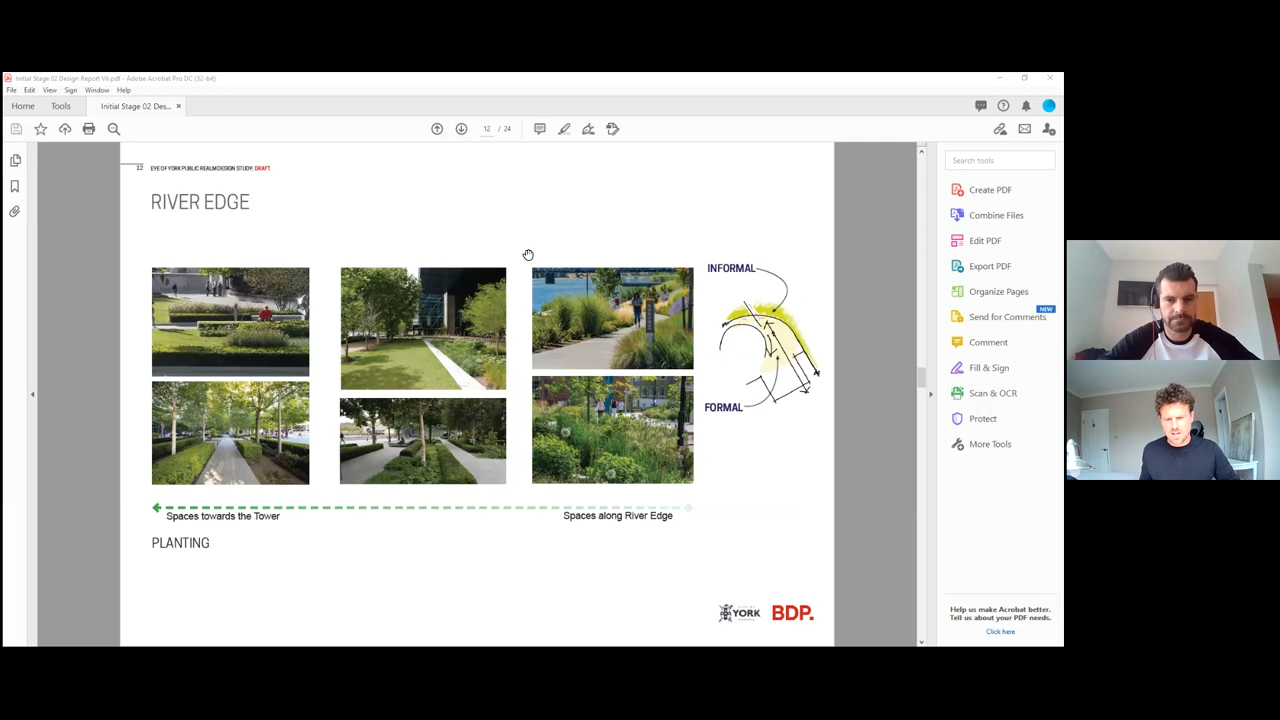 Initial Stage 02 Design Report V6.pdf - Adobe Acrobat Pro DC (32-bit)
File Edit View Sign Window Help
Home Tools Initial Stage 02 Des... ×
12 / 24
Search tools
12 EYE OF YORK PUBLIC REALM DESIGN STUDY: DRAFT
RIVER EDGE
INFORMAL
FORMAL
Spaces towards the Tower
Spaces along River Edge
PLANTING
YORK
BDP.
Create PDF
Combine Files
Edit PDF
Export PDF
Organize Pages
NEW
Send for Comments
Comment
Fill & Sign
Scan & OCR
Protect
More Tools
Help us make Acrobat better.
Tell us about your PDF needs.
Click here